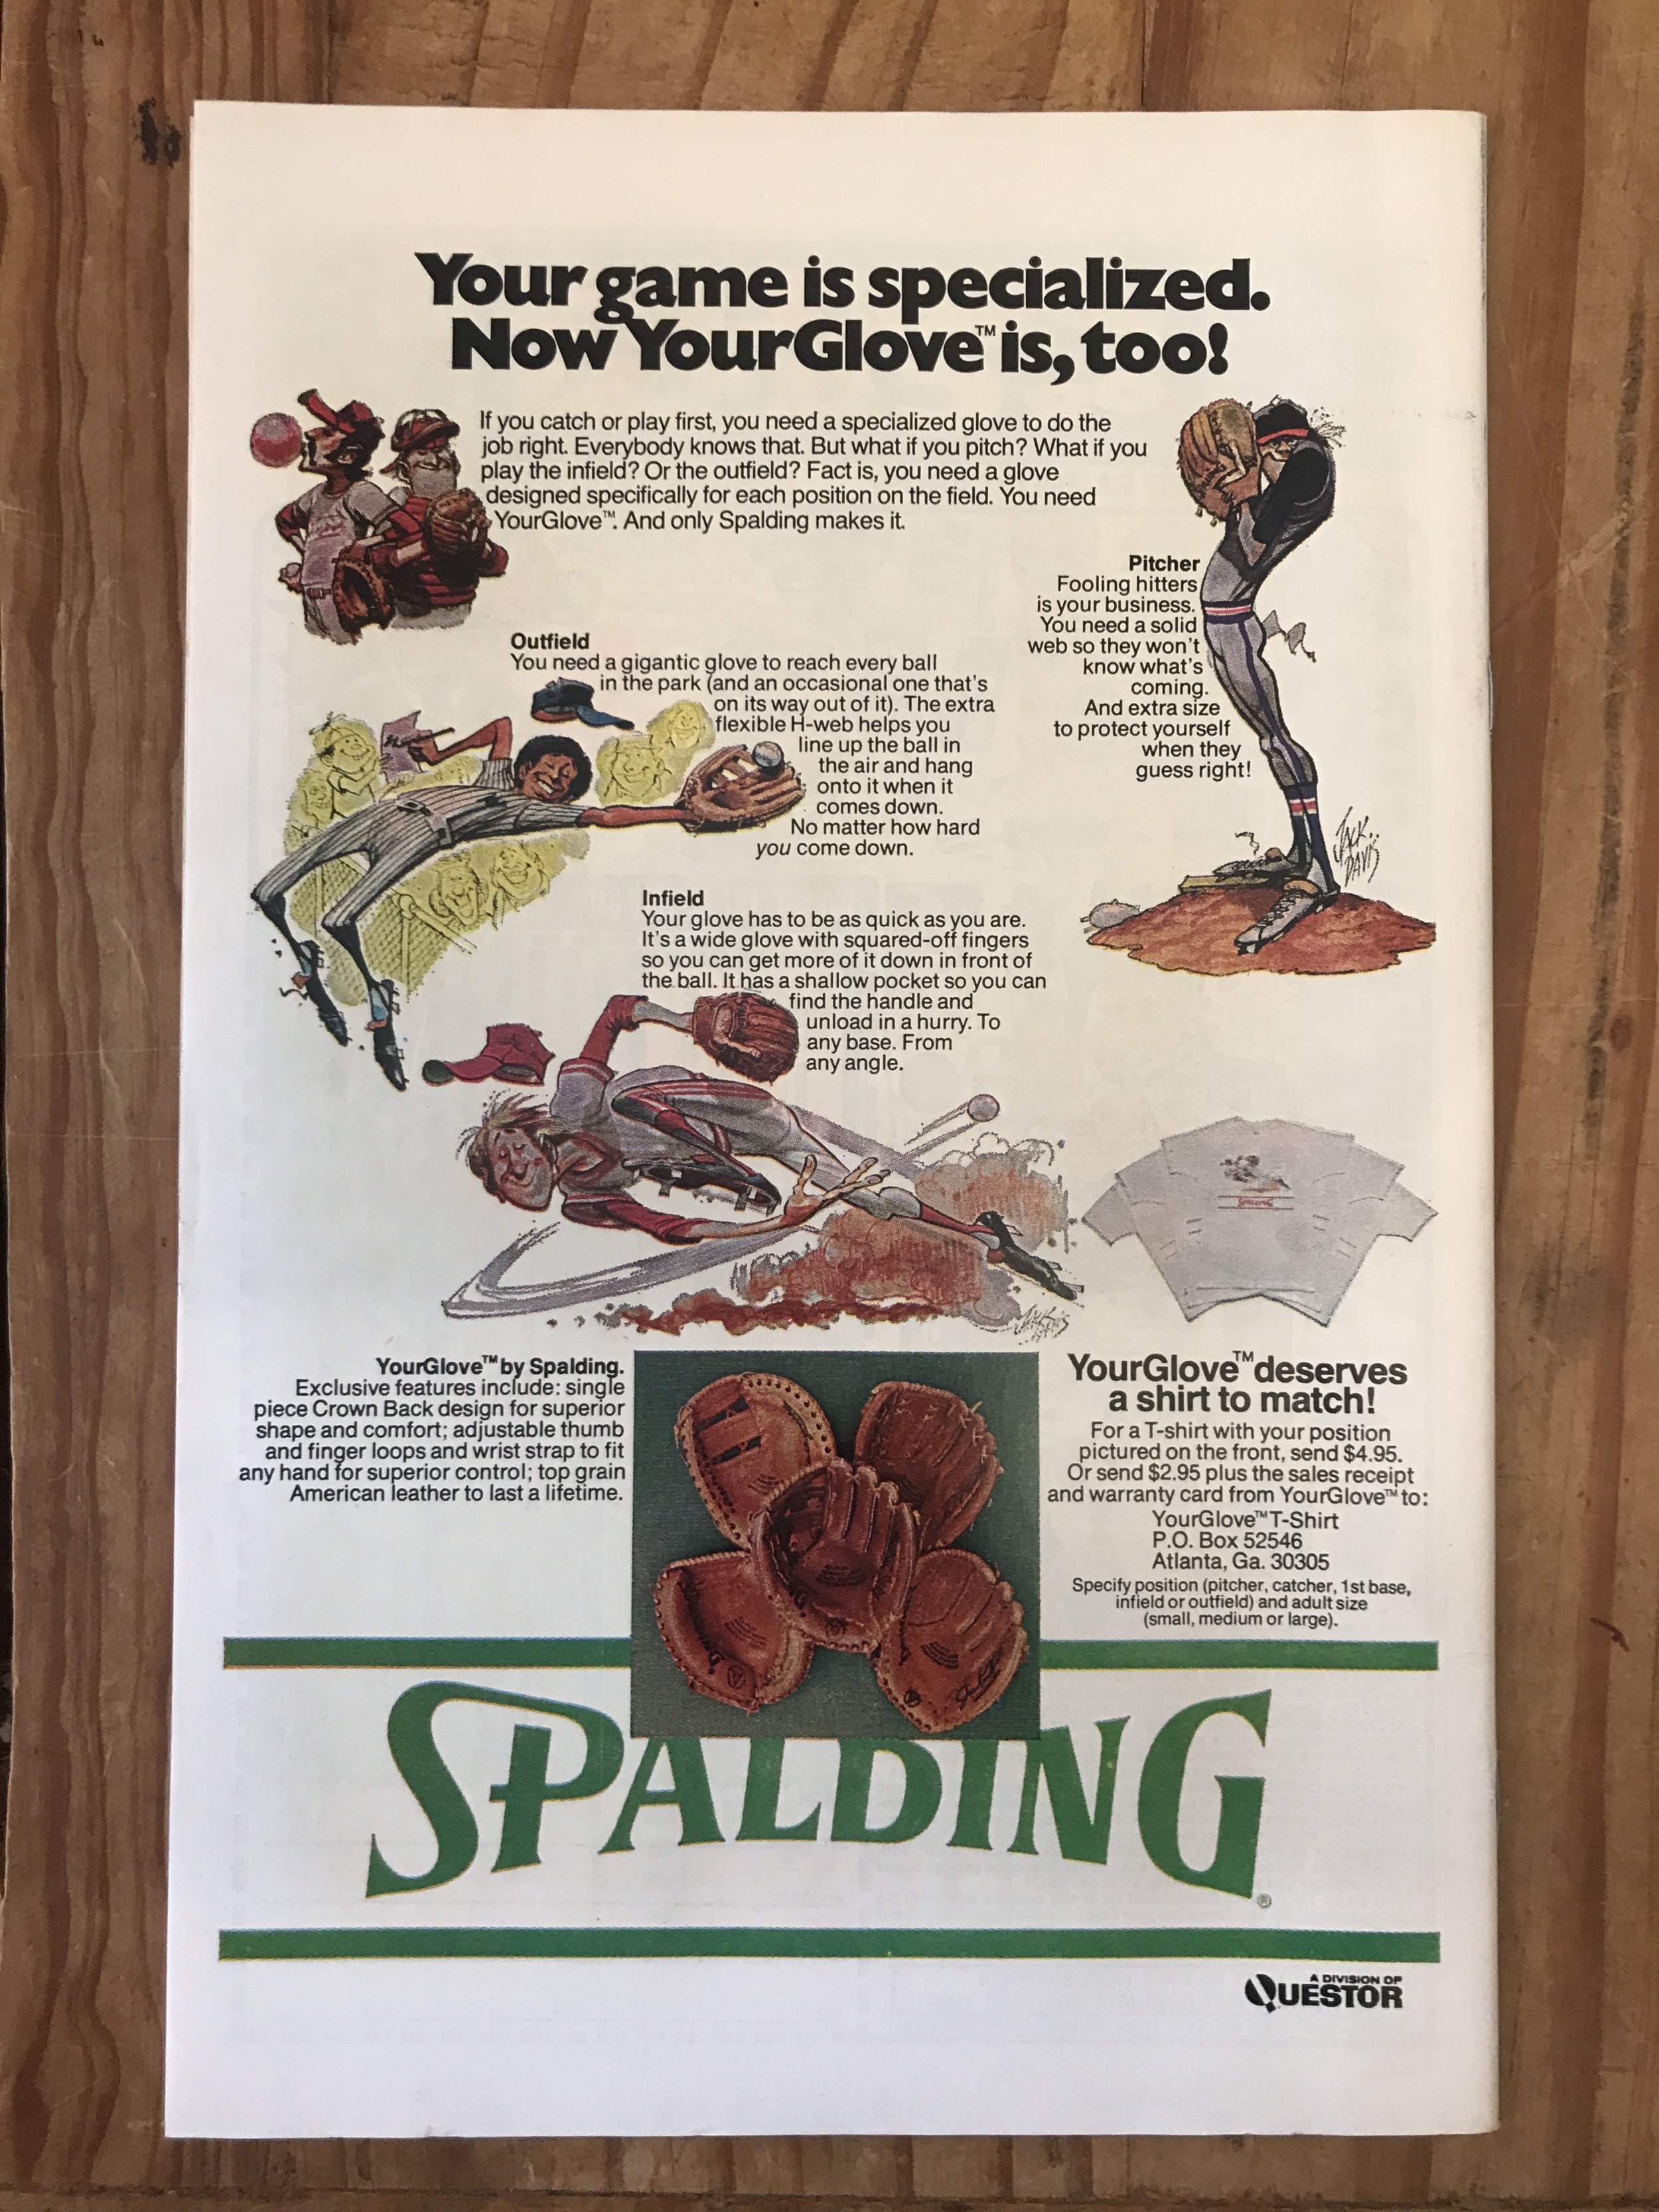 Your game is specialized.
Now YourGlove™ is, too!
If you catch or play first, you need a specialized glove to do the
job right. Everybody knows that. But what if you pitch? What if you
play the infield? Or the outfield? Fact is, you need a glove
designed specifically for each position on the field. You need
YourGlove™. And only Spalding makes it.
Pitcher
Fooling hitters
is your business.
You need a solid
web so they won't
know what's
coming.
And extra size
to protect yourself
when they
guess right!
JACK
DAVIS
Outfield
You need a gigantic glove to reach every ball
in the park (and an occasional one that's
on its way out of it). The extra
flexible H-web helps you
line up the ball in
the air and hang
onto it when it
comes down.
No matter how hard
you come down.
Infield
Your glove has to be as quick as you are.
It's a wide glove with squared-off fingers
so you can get more of it down in front of
the ball. It has a shallow pocket so you can
find the handle and
unload in a hurry. To
any base. From
any angle.
SPALDING
YourGlove™ by Spalding.
Exclusive features include: single
piece Crown Back design for superior
shape and comfort; adjustable thumb
and finger loops and wrist strap to fit
any hand for superior control; top grain
American leather to last a lifetime.
YourGlove™ deserves
a shirt to match!
For a T-shirt with your position
pictured on the front, send $4.95.
Or send $2.95 plus the sales receipt
and warranty card from YourGlove™ to:
YourGlove™ T-Shirt
P.O. Box 52546
Atlanta, Ga. 30305
Specify position (pitcher, catcher, 1st base,
infield or outfield) and adult size
(small, medium or large).
SPALDING®
A DIVISION OF
QUESTOR